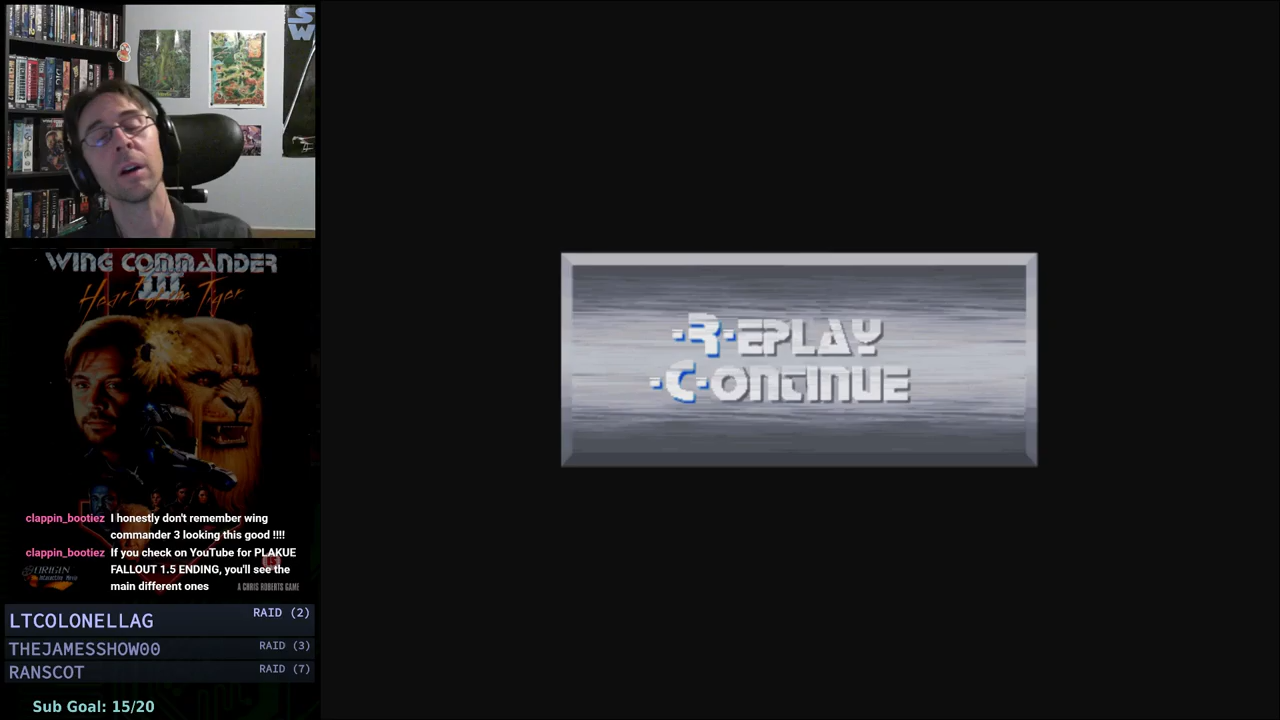 S
W
WING COMMANDER
III
Heart of the Tiger
clappin_bootiez I honestly don't remember wing
commander 3 looking this good !!!!
clappin_bootiez If you check on YouTube for PLAKUE
FALLOUT 1.5 ENDING, you'll see the
main different ones
ORIGIN
A CHRIS ROBERTS GAME
LTCOLONELLAG RAID (2)
THEJAMESSHOW00 RAID (3)
RANSCOT RAID (7)
Sub Goal: 15/20
·R·EPLAY
·C·ONTINUE